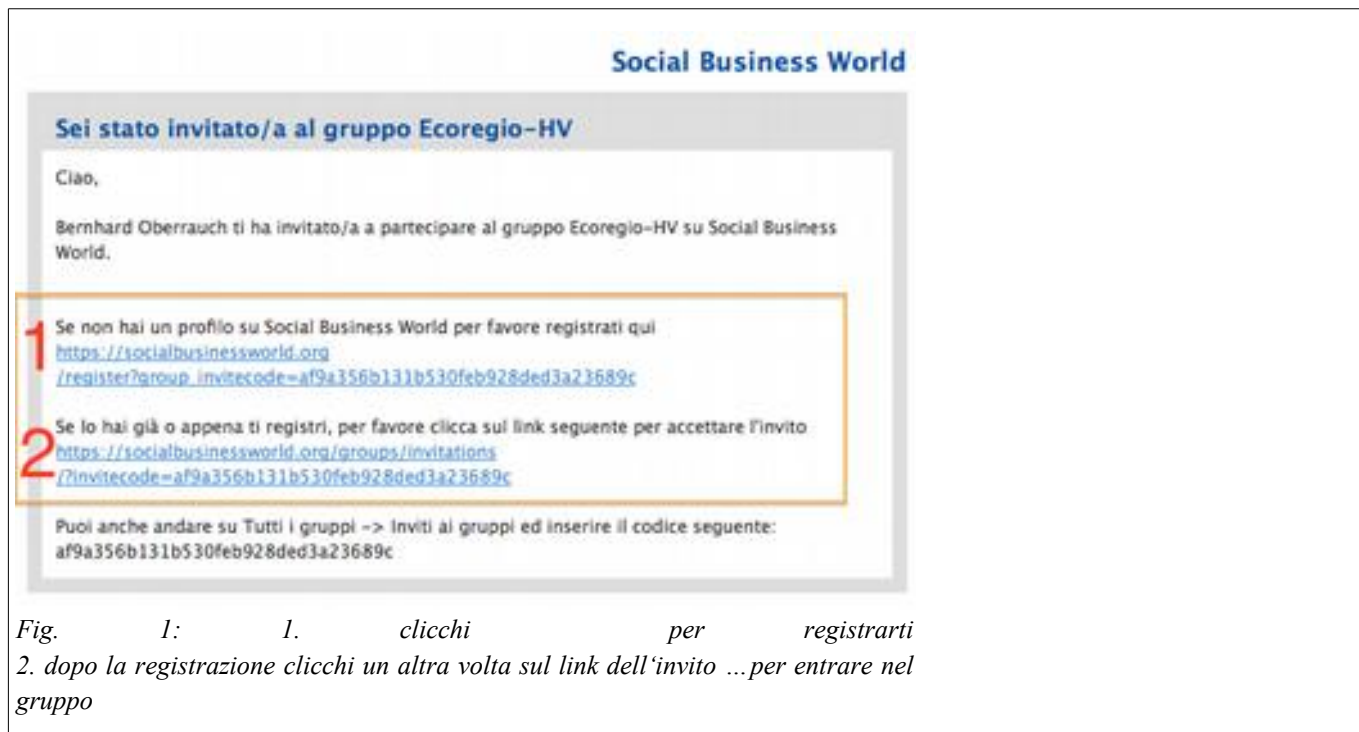 Social Business World
Sei stato invitato/a al gruppo Ecoregio-HV
Ciao,
Bernhard Oberrauch ti ha invitato/a a partecipare al gruppo Ecoregio-HV su Social Business
World.
1
Se non hai un profilo su Social Business World per favore registrati qui
https://socialbusinessworld.org
/register?group_invitecode=af9a356b131b530feb928ded3a23689c
2
Se lo hai già o appena ti registri, per favore clicca sul link seguente per accettare l'invito
https://socialbusinessworld.org/groups/invitations
/?invitecode=af9a356b131b530feb928ded3a23689c
Puoi anche andare su Tutti i gruppi -> Inviti ai gruppi ed inserire il codice seguente:
af9a356b131b530feb928ded3a23689c
Fig. 1: 1. clicchi per registrarti
2. dopo la registrazione clicchi un altra volta sul link dell‘invito …per entrare nel
gruppo